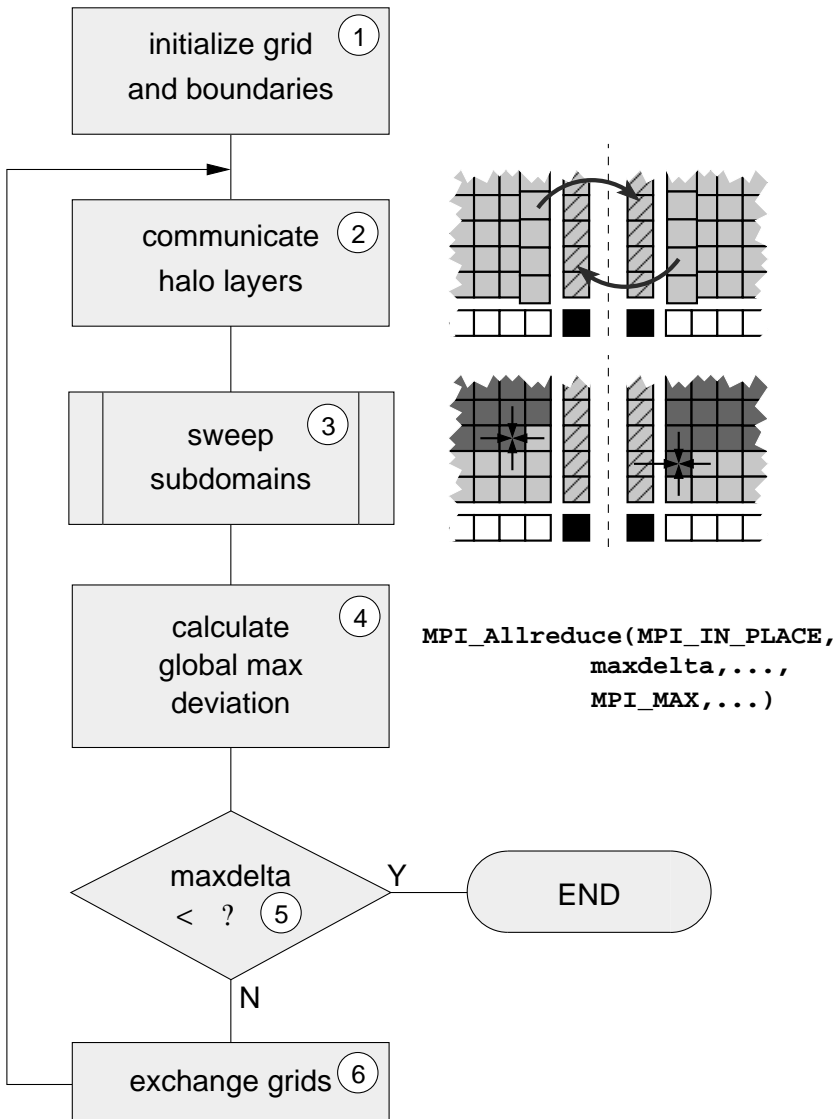 initialize grid
and boundaries
1
communicate
halo layers
2
sweep
subdomains
3
calculate
global max
deviation
4
MPI_Allreduce(MPI_IN_PLACE,
maxdelta,...,
MPI_MAX,...)
maxdelta
< ? 5
Y
END
N
exchange grids 6